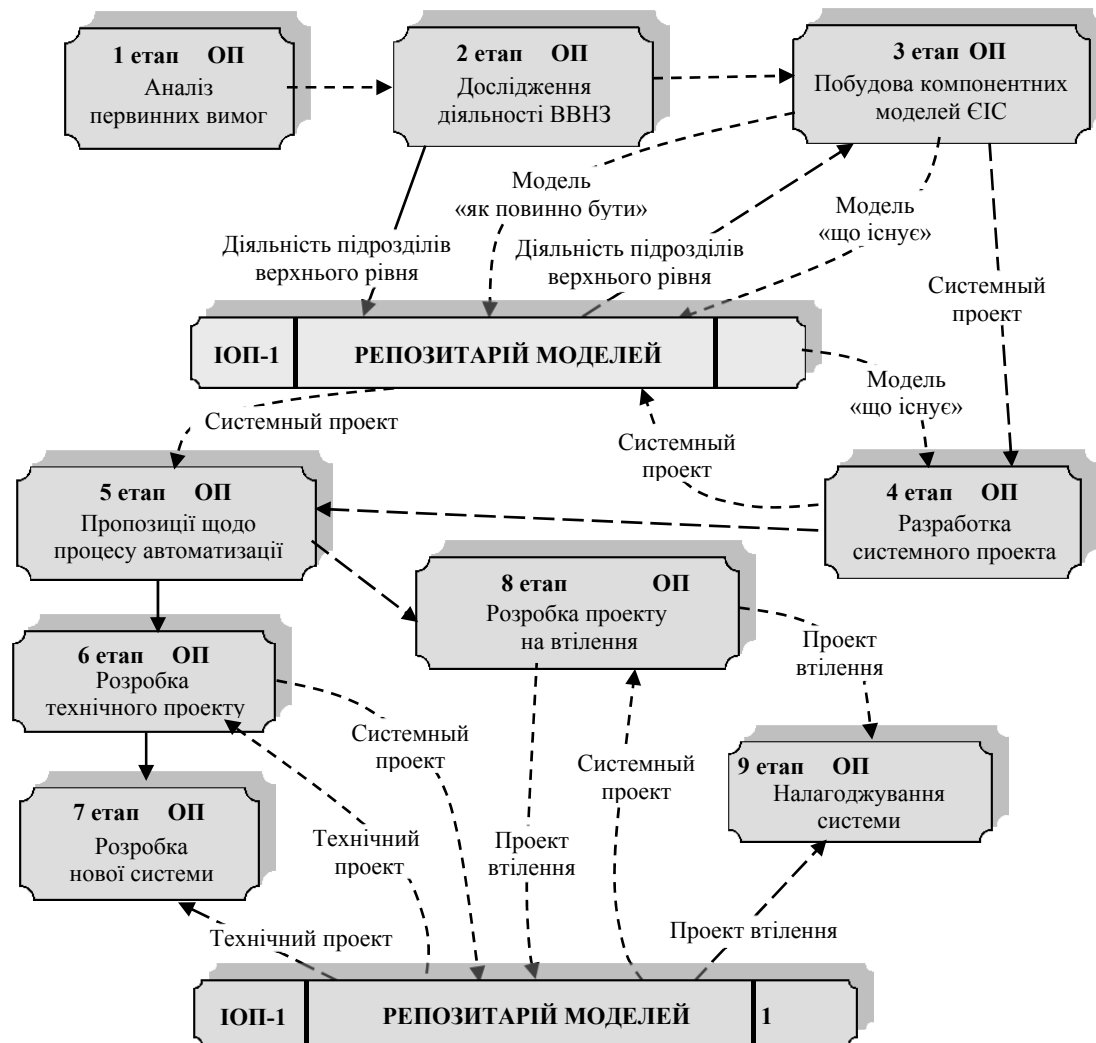 1 етап ОП
Аналіз
первинних вимог
2 етап ОП
Дослідження
діяльності ВВНЗ
3 етап ОП
Побудова компонентних
моделей ЄІС
Модель
«як повинно бути»
Модель
«що існує»
Діяльність підрозділів
верхнього рівня
Діяльність підрозділів
верхнього рівня
Системный
проект
ІОП-1
РЕПОЗИТАРІЙ МОДЕЛЕЙ
Модель
«що існує»
Системный проект
Системный
проект
5 етап ОП
Пропозиції щодо
процесу автоматизації
4 етап ОП
Разработка
системного проекта
8 етап ОП
Розробка проекту
на втілення
Проект
втілення
6 етап ОП
Розробка
технічного проекту
Системный
проект
Системный
проект
9 етап ОП
Налагоджування
системи
7 етап ОП
Розробка
нової системи
Технічний
проект
Проект
втілення
Технічний проект
Проект втілення
ІОП-1
РЕПОЗИТАРІЙ МОДЕЛЕЙ
1